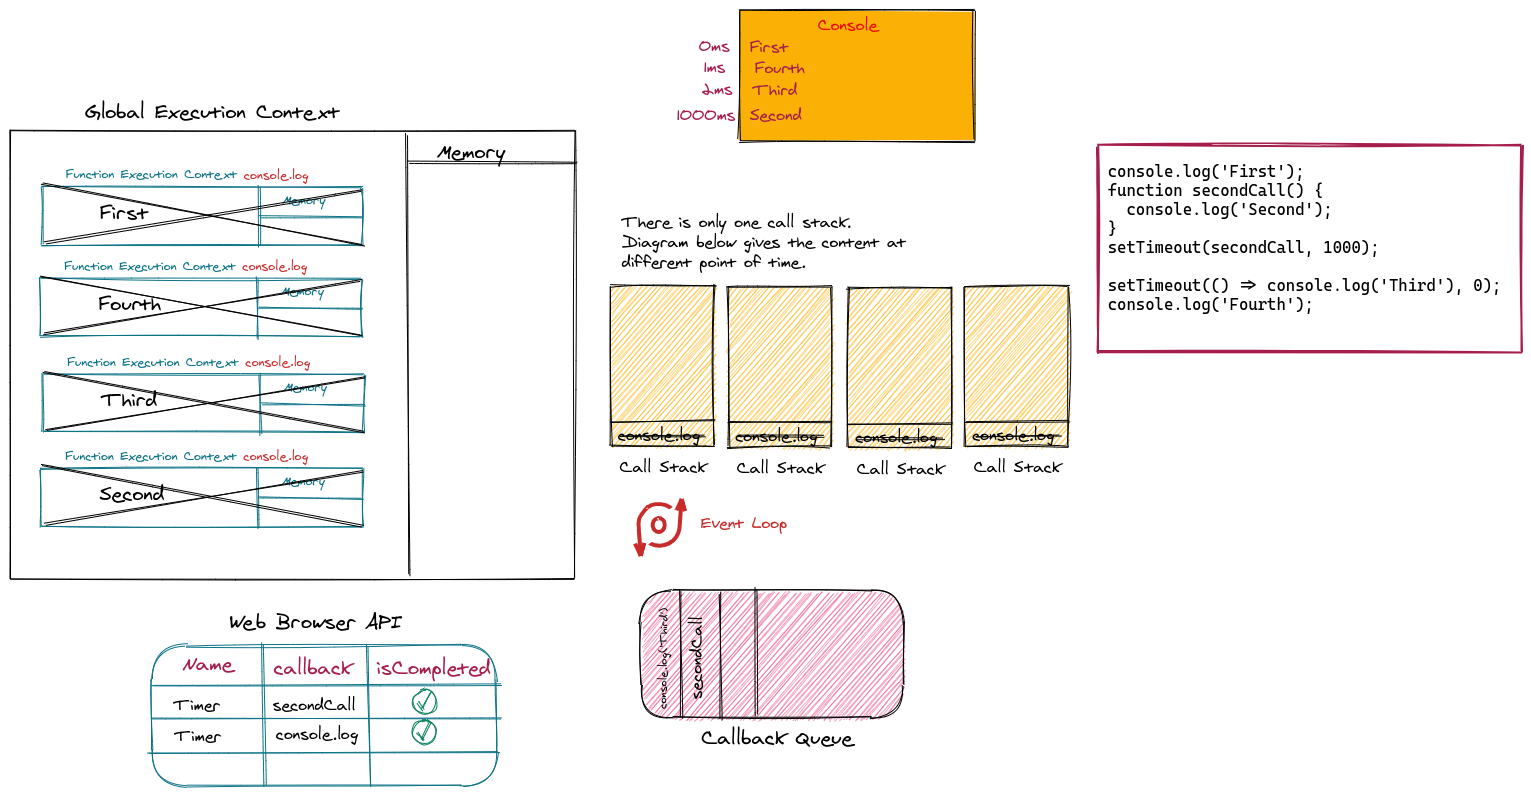 Console
0ms First
1ms Fourth
2ms Third
1000ms Second
Global Execution Context
Memory
Function Execution Context console.log
Memory
First
Function Execution Context console.log
Memory
Fourth
Function Execution Context console.log
Memory
Third
Function Execution Context console.log
Memory
Second
There is only one call stack.
Diagram below gives the content at
different point of time.
console.log console.log console.log console.log
Call Stack Call Stack Call Stack Call Stack
Event Loop
console.log('First');
function secondCall() {
  console.log('Second');
}
setTimeout(secondCall, 1000);
setTimeout(() => console.log('Third'), 0);
console.log('Fourth');
Web Browser API
Name callback isCompleted
Timer secondCall
Timer console.log
console.log('Third')
secondCall
Callback Queue